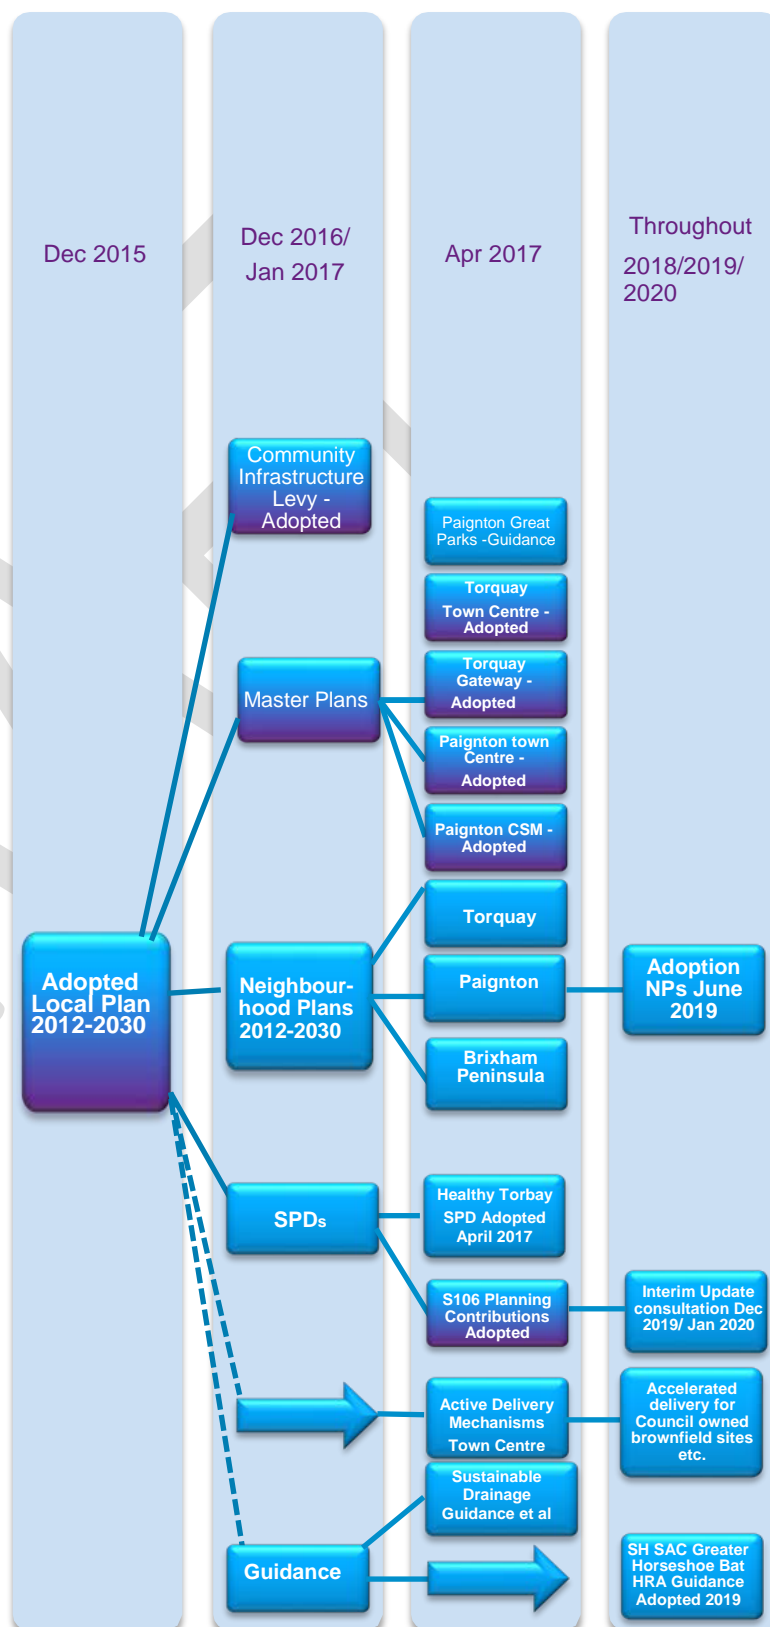 Dec 2015
Dec 2016/
Jan 2017
Apr 2017
Throughout
2018/2019/
2020
Community
Infrastructure
Levy -
Adopted
Paignton Great
Parks -Guidance
Torquay
Town Centre -
Adopted
Master Plans
Torquay
Gateway -
Adopted
Paignton town
Centre -
Adopted
Paignton CSM -
Adopted
Adopted
Local Plan
2012-2030
Neighbour-
hood Plans
2012-2030
Torquay
Paignton
Brixham
Peninsula
Adoption
NPs June
2019
SPDs
Healthy Torbay
SPD Adopted
April 2017
S106 Planning
Contributions
Adopted
Interim Update
consultation Dec
2019/ Jan 2020
Active Delivery
Mechanisms
Town Centre
Accelerated
delivery for
Council owned
brownfield sites
etc.
Guidance
Sustainable
Drainage
Guidance et al
SH SAC Greater
Horseshoe Bat
HRA Guidance
Adopted 2019